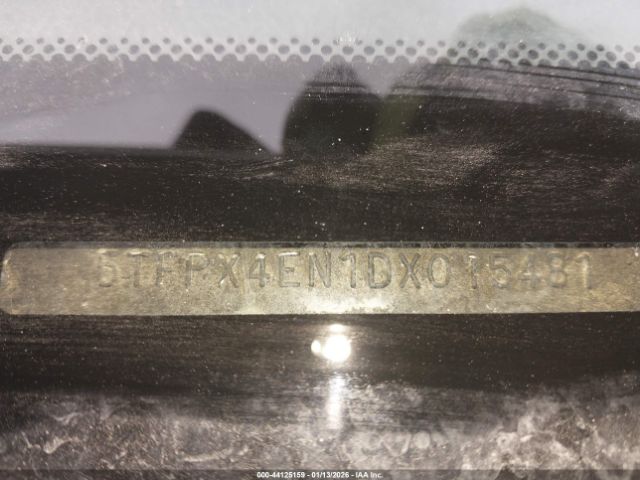 5TFPX4EN1DX015481
000-44125159 - 01/13/2026 - IAA Inc.